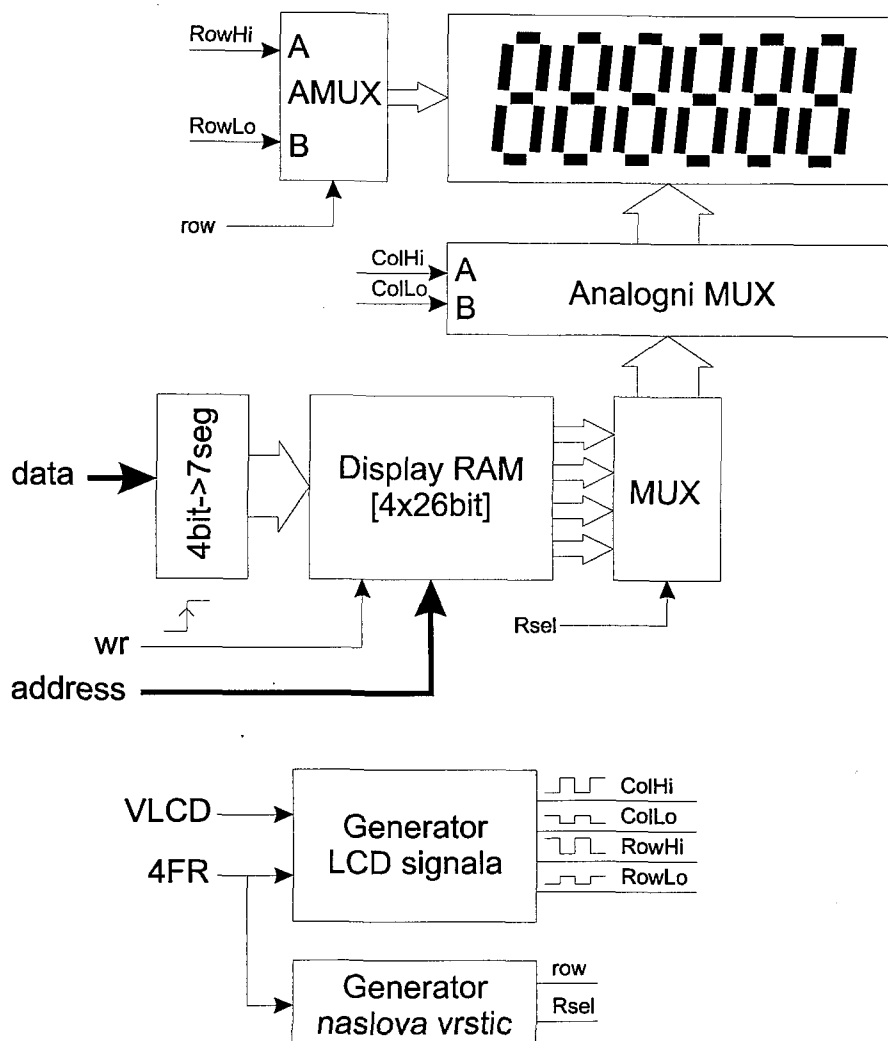 RowHi
A
AMUX
RowLo
B
row
888888
ColHi
A
ColLo
B
Analogni MUX
data
4bit->7seg
Display RAM
[4x26bit]
MUX
Rsel
wr
address
VLCD
4FR
Generator
LCD signala
ColHi
ColLo
RowHi
RowLo
Generator
naslova vrstic
row
Rsel